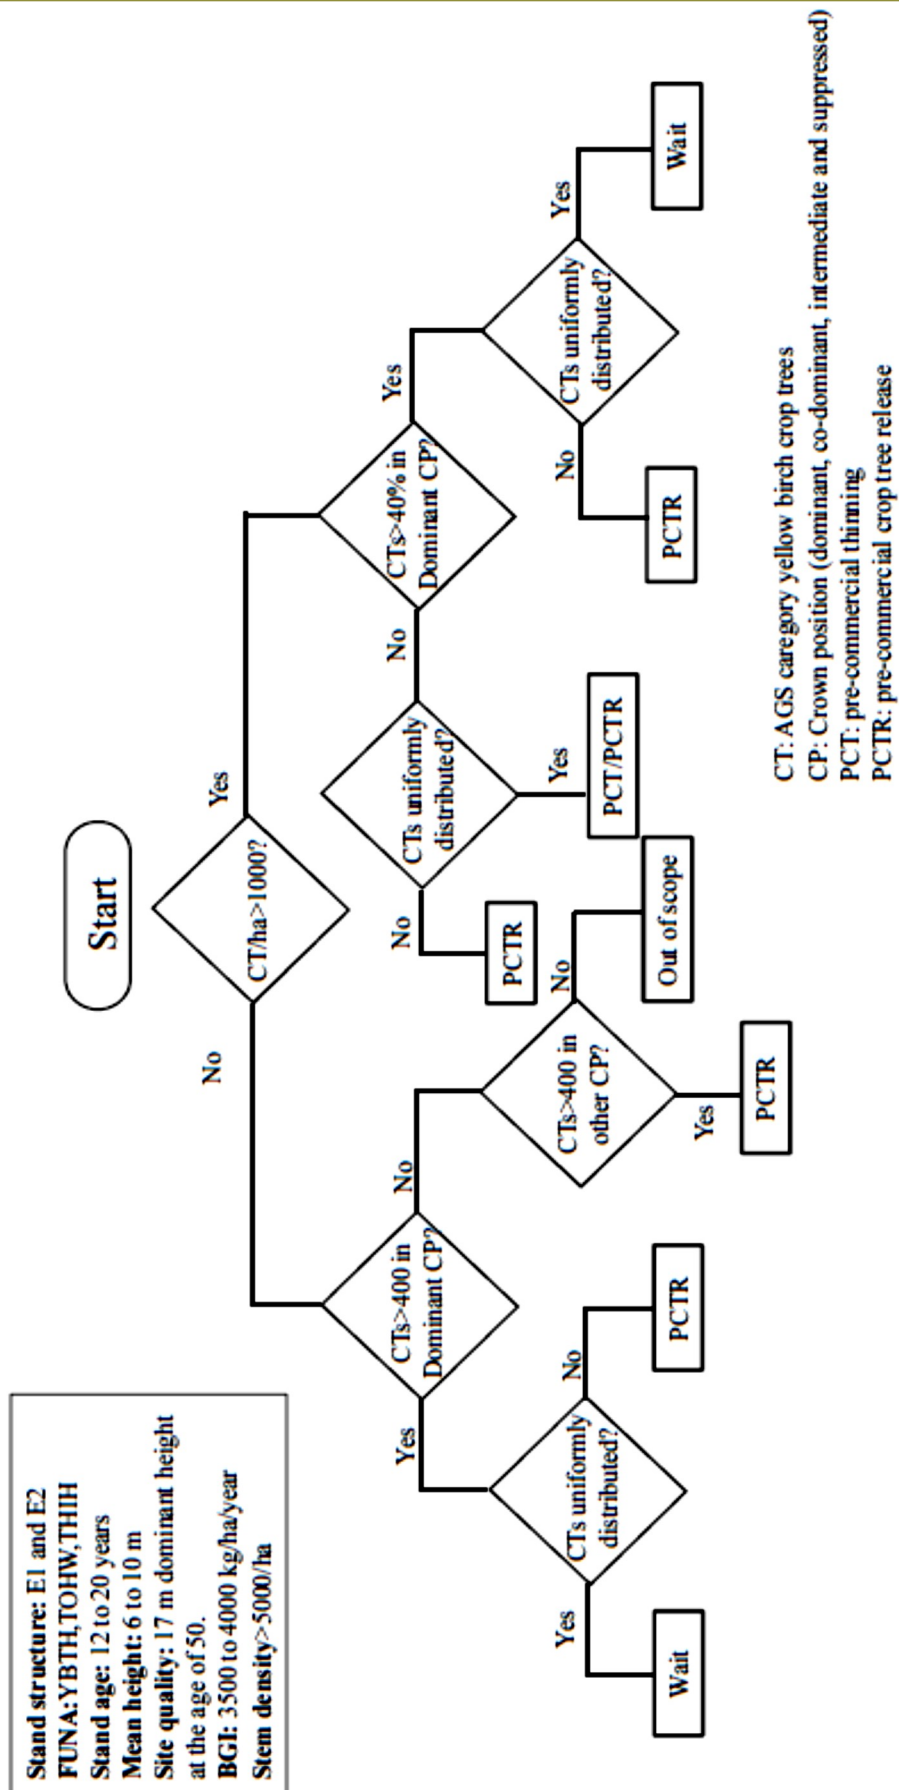 Stand structure: E1 and E2
FUNA:YBTH,TOHW,THIH
Stand age: 12 to 20 years
Mean height: 6 to 10 m
Site quality: 17 m dominant height
at the age of 50.
BGI: 3500 to 4000 kg/ha/year
Stem density>5000/ha
Start
CT/ha>1000?
No
Yes
CTs>400 in
Dominant CP?
Yes
No
CTs uniformly
distributed?
Yes
No
Wait
PCTR
CTs>400 in
other CP?
Yes
No
PCTR
Out of scope
CTs>40% in
Dominant CP?
No
Yes
CTs uniformly
distributed?
No
Yes
PCTR
PCT/PCTR
CTs uniformly
distributed?
No
Yes
PCTR
Wait
CT: AGS caregory yellow birch crop trees
CP: Crown position (dominant, co-dominant, intermediate and suppressed)
PCT: pre-commercial thinning
PCTR: pre-commercial crop tree release